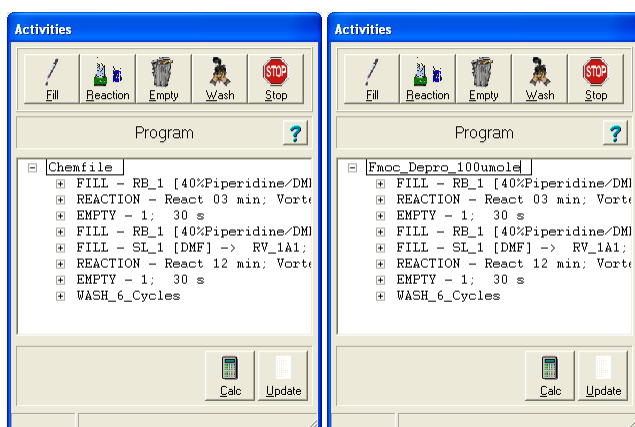 Activities
Fill Reaction Empty Wash Stop
Program
Chemfile
FILL - RB_1 [40%Piperidine/DM
REACTION - React 03 min; Vorte
EMPTY - 1; 30 s
FILL - RB_1 [40%Piperidine/DM
FILL - SL_1 [DMF] -> RV_1A1;
REACTION - React 12 min; Vorte
EMPTY - 1; 30 s
WASH_6_Cycles
Calc Update
Activities
Fill Reaction Empty Wash Stop
Program
Fmoc_Depro_100umole
FILL - RB_1 [40%Piperidine/DM
REACTION - React 03 min; Vorte
EMPTY - 1; 30 s
FILL - RB_1 [40%Piperidine/DM
FILL - SL_1 [DMF] -> RV_1A1;
REACTION - React 12 min; Vorte
EMPTY - 1; 30 s
WASH_6_Cycles
Calc Update